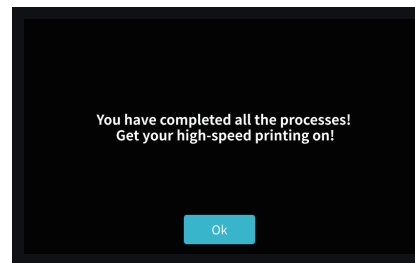 You have completed all the processes!
Get your high-speed printing on!
Ok